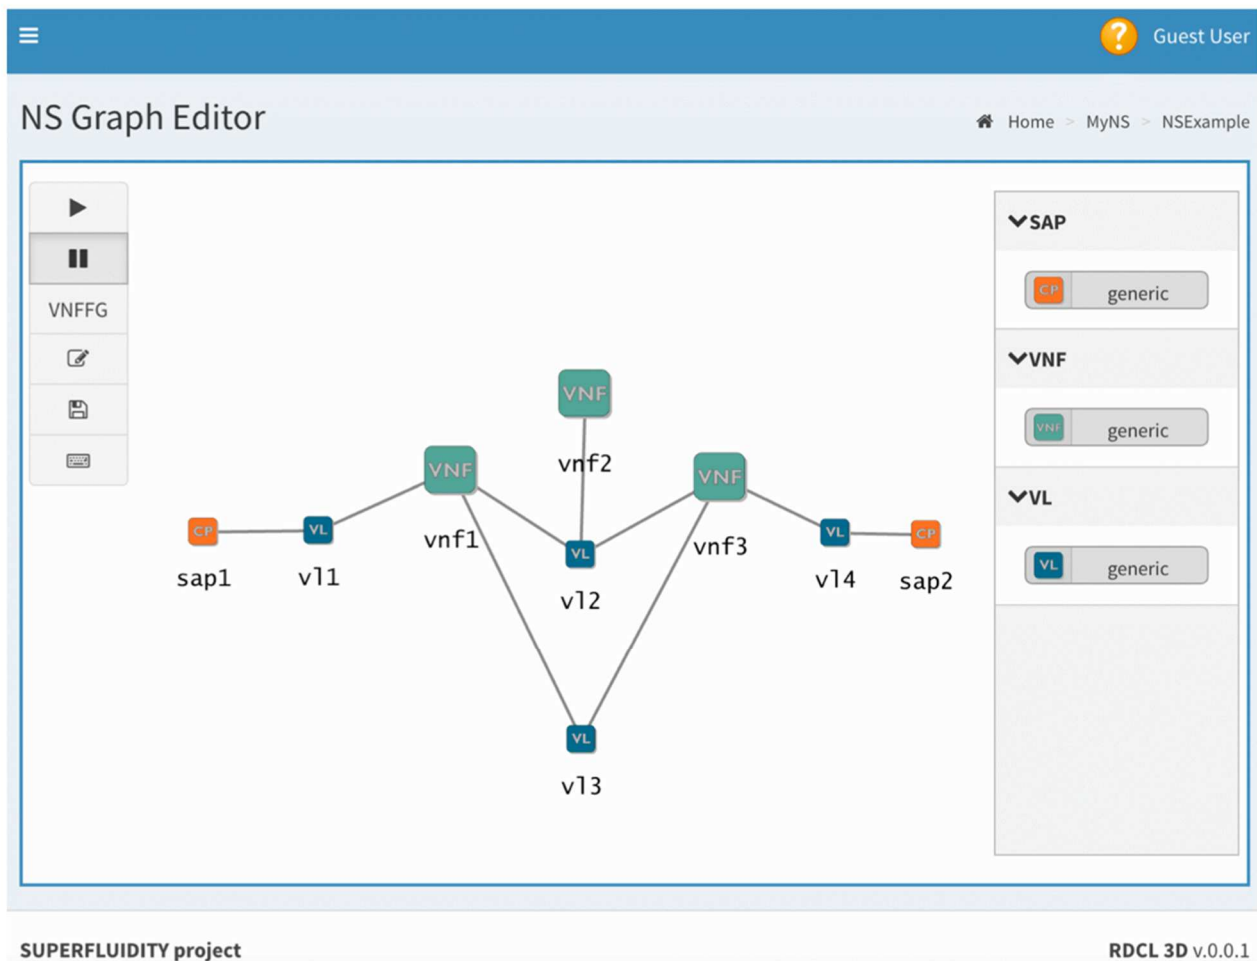 Guest User
NS Graph Editor
Home > MyNS > NSExample
VNFFG
SAP
CP generic
VNF
VNF generic
VL
VL generic
VNF
vnf2
VNF
vnf1
VNF
vnf3
CP
sap1
VL
vl1
VL
vl2
VL
vl4
CP
sap2
VL
vl3
SUPERFLUIDITY project
RDCL 3D v.0.0.1